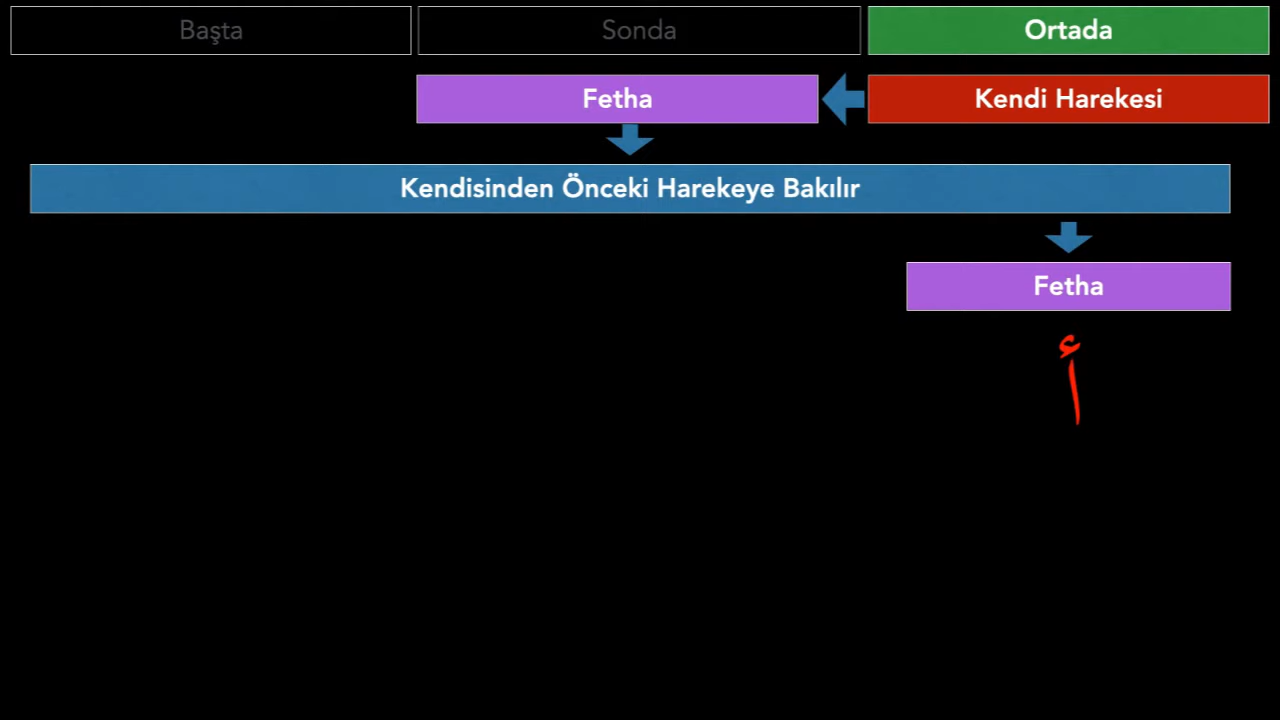 Başta Sonda Ortada
Fetha Kendi Harekesi
Kendisinden Önceki Harekeye Bakılır
Fetha
أ